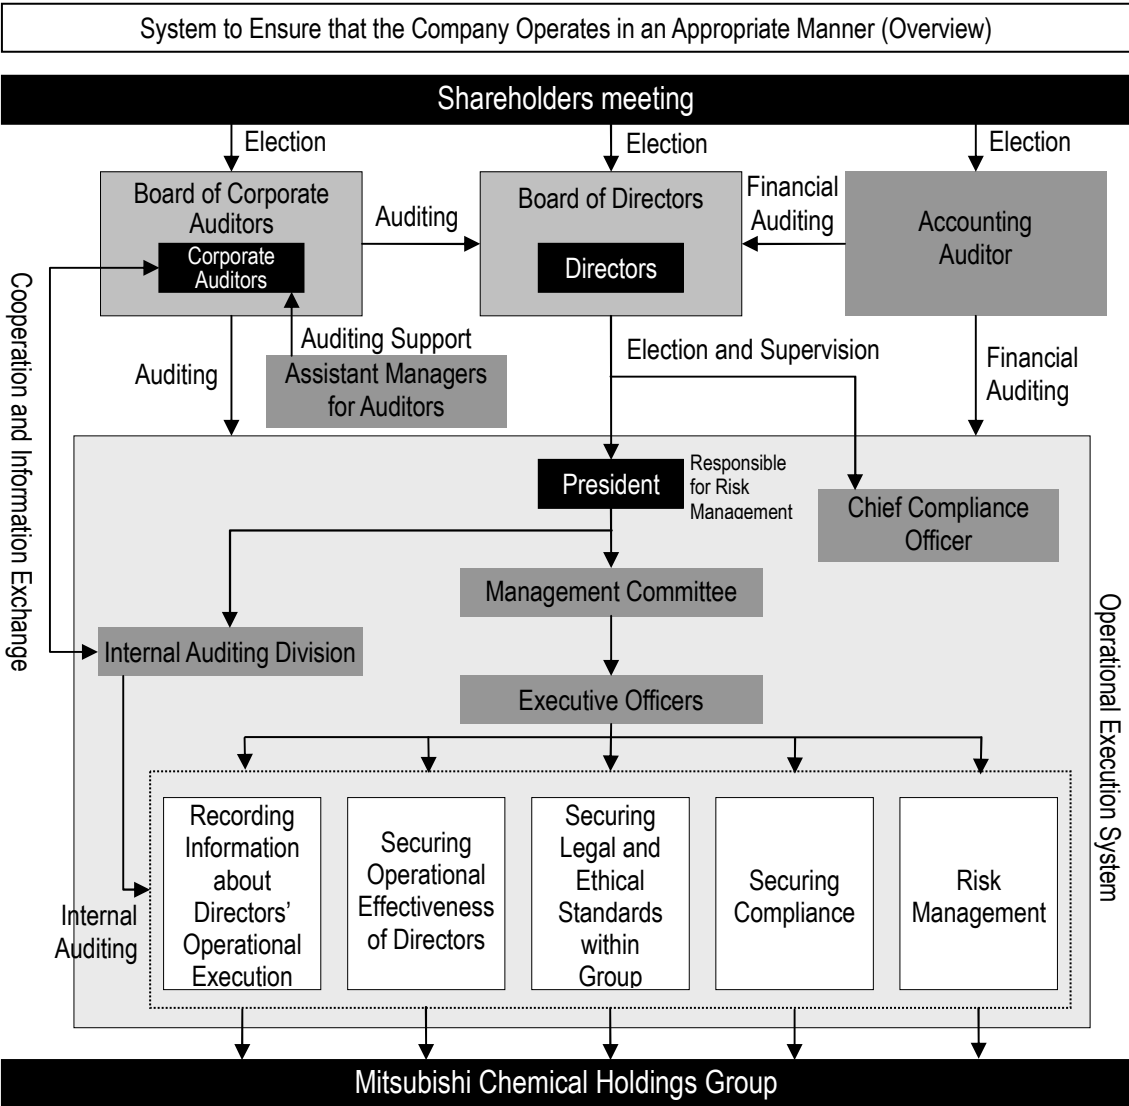 System to Ensure that the Company Operates in an Appropriate Manner (Overview)
Shareholders meeting
Election
Election
Election
Board of Corporate
Auditors
Corporate
Auditors
Auditing
Board of Directors
Directors
Financial
Auditing
Accounting
Auditor
Cooperation and Information Exchange
Auditing
Auditing Support
Assistant Managers
for Auditors
Election and Supervision
Financial
Auditing
President
Responsible
for Risk
Management
Chief Compliance
Officer
Management Committee
Internal Auditing Division
Executive Officers
Operational Execution System
Internal
Auditing
Recording
Information
about
Directors’
Operational
Execution
Securing
Operational
Effectiveness
of Directors
Securing
Legal and
Ethical
Standards
within
Group
Securing
Compliance
Risk
Management
Mitsubishi Chemical Holdings Group